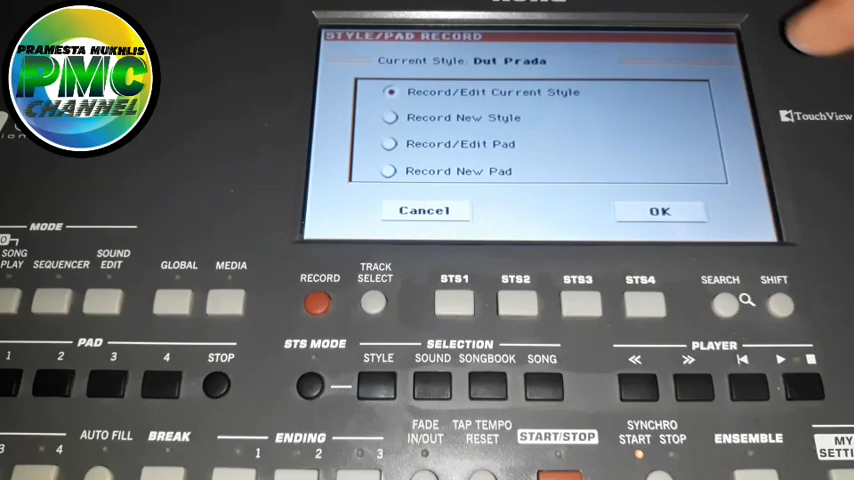 PRAMESTA MUKHLIS
PMC
CHANNEL
STYLE/PAD RECORD
Current Style: Dut Prada
Record/Edit Current Style
Record New Style
Record/Edit Pad
Record New Pad
Cancel
OK
TouchView
MODE
SONG PLAY
SEQUENCER
SOUND EDIT
GLOBAL
MEDIA
RECORD
TRACK SELECT
STS1
STS2
STS3
STS4
SEARCH
SHIFT
PAD
1
2
3
4
STOP
STS MODE
SELECTION
STYLE
SOUND
SONGBOOK
SONG
PLAYER
3
4
AUTO FILL
BREAK
ENDING
1
2
3
FADE IN/OUT
TAP TEMPO RESET
START/STOP
SYNCHRO
START
STOP
ENSEMBLE
MY